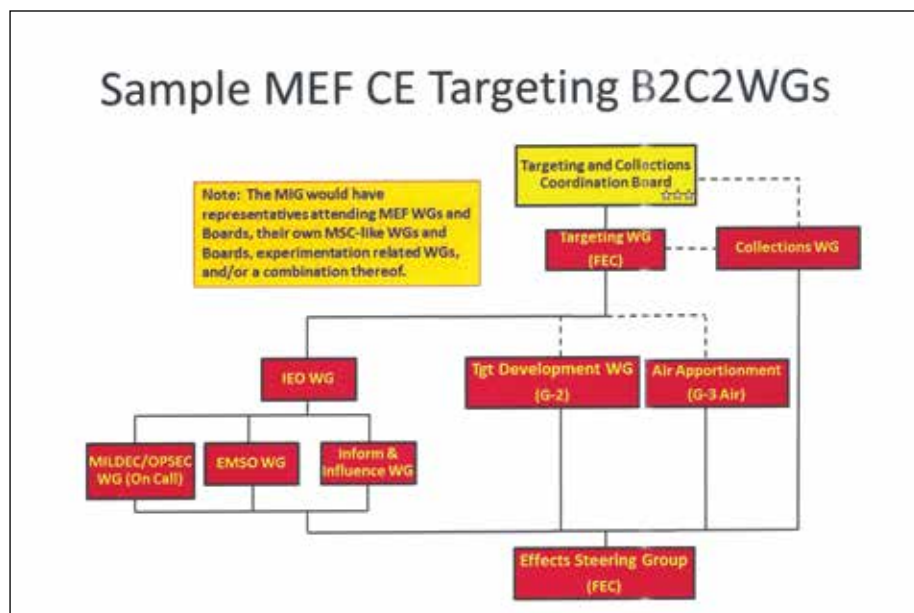 Sample MEF CE Targeting B2C2WGs
Targeting and Collections
Coordination Board
Note: The MIG would have
representatives attending MEF WGs and
Boards, their own MSC-like WGs and
Boards, experimentation related WGs,
and/or a combination thereof.
Targeting WG
(FEC)
Collections WG
IEO WG
Tgt Development WG
(G-2)
Air Apportionment
(G-3 Air)
MILDEC/OPSEC
WG (On Call)
EMSO WG
Inform &
Influence WG
Effects Steering Group
(FEC)